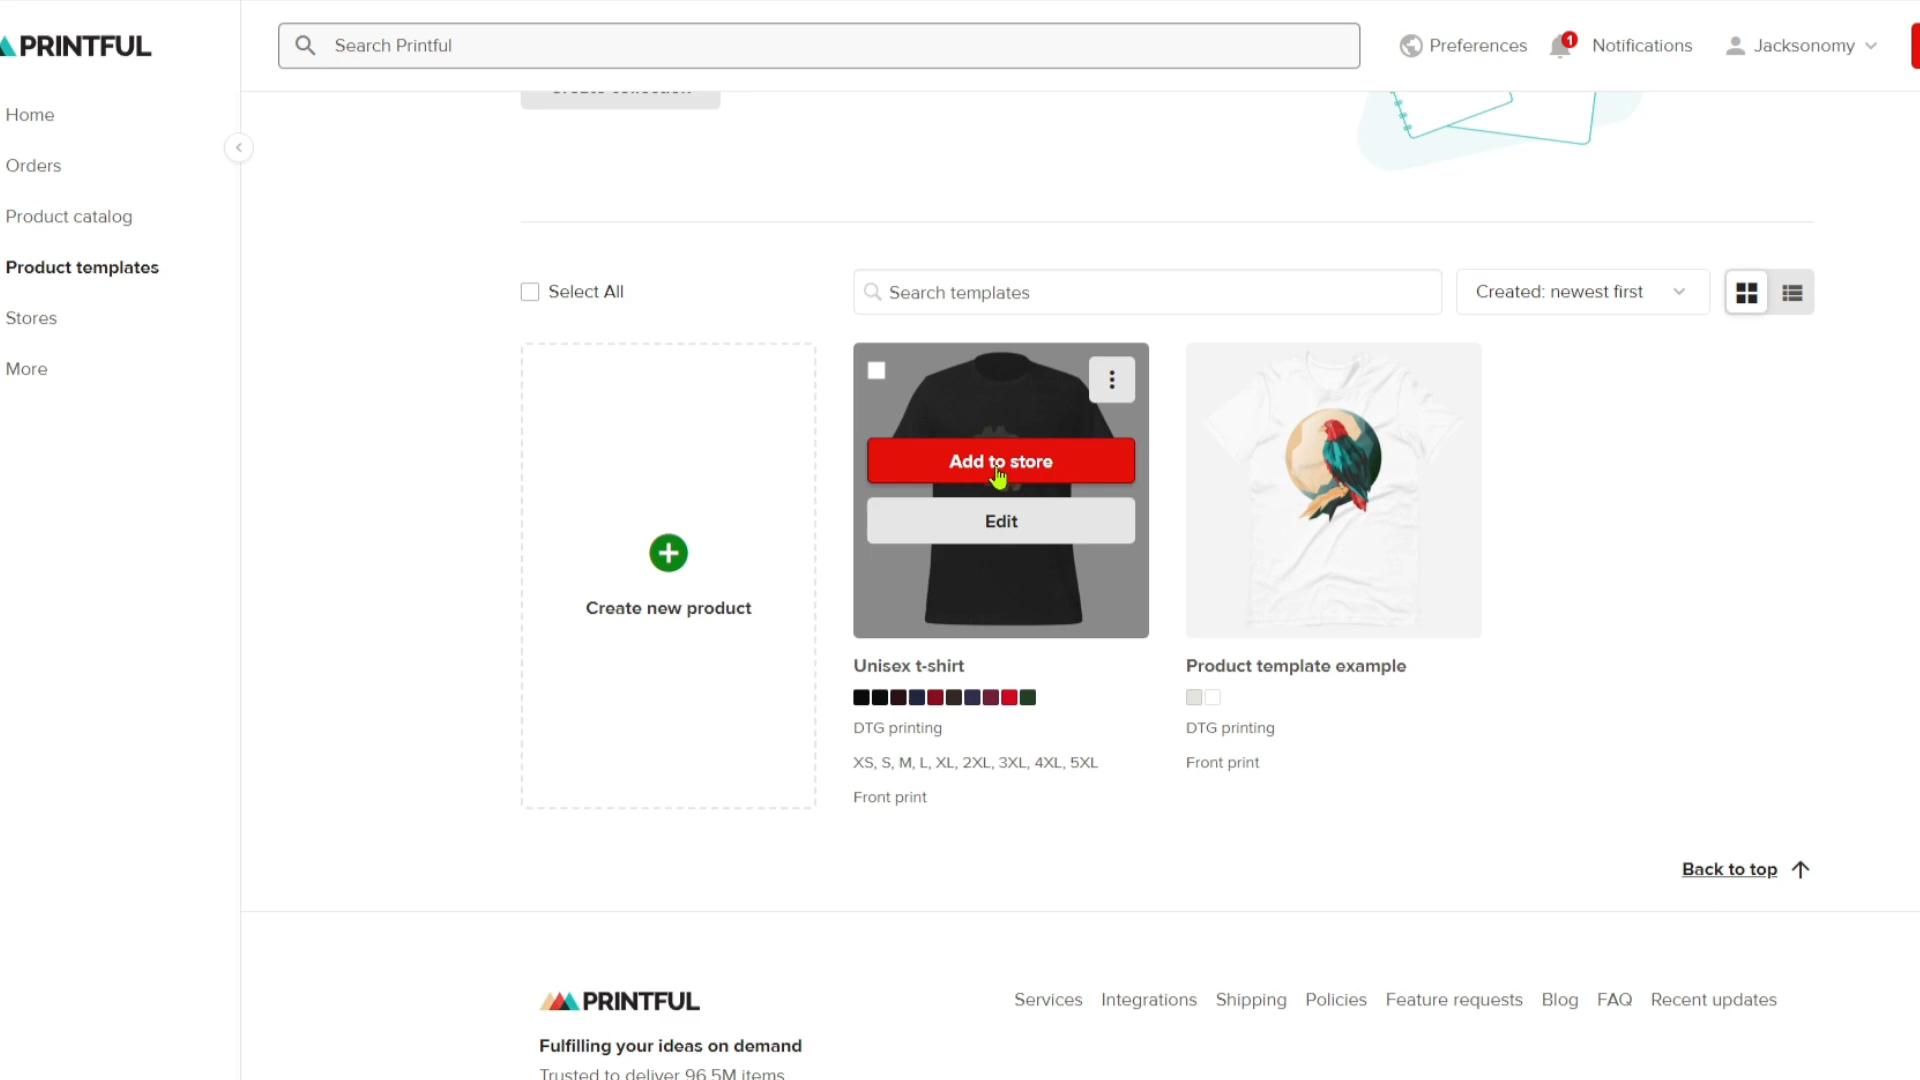 PRINTFUL
Search Printful
Preferences
1
Notifications
Jacksonomy
Home
Orders
Product catalog
Product templates
Stores
More
Select All
Search templates
Created: newest first
Create new product
Add to store
Edit
Unisex t-shirt
DTG printing
XS, S, M, L, XL, 2XL, 3XL, 4XL, 5XL
Front print
Product template example
DTG printing
Front print
Back to top
PRINTFUL
Services Integrations Shipping Policies Feature requests Blog FAQ Recent updates
Fulfilling your ideas on demand
Trusted to deliver 96.5M items